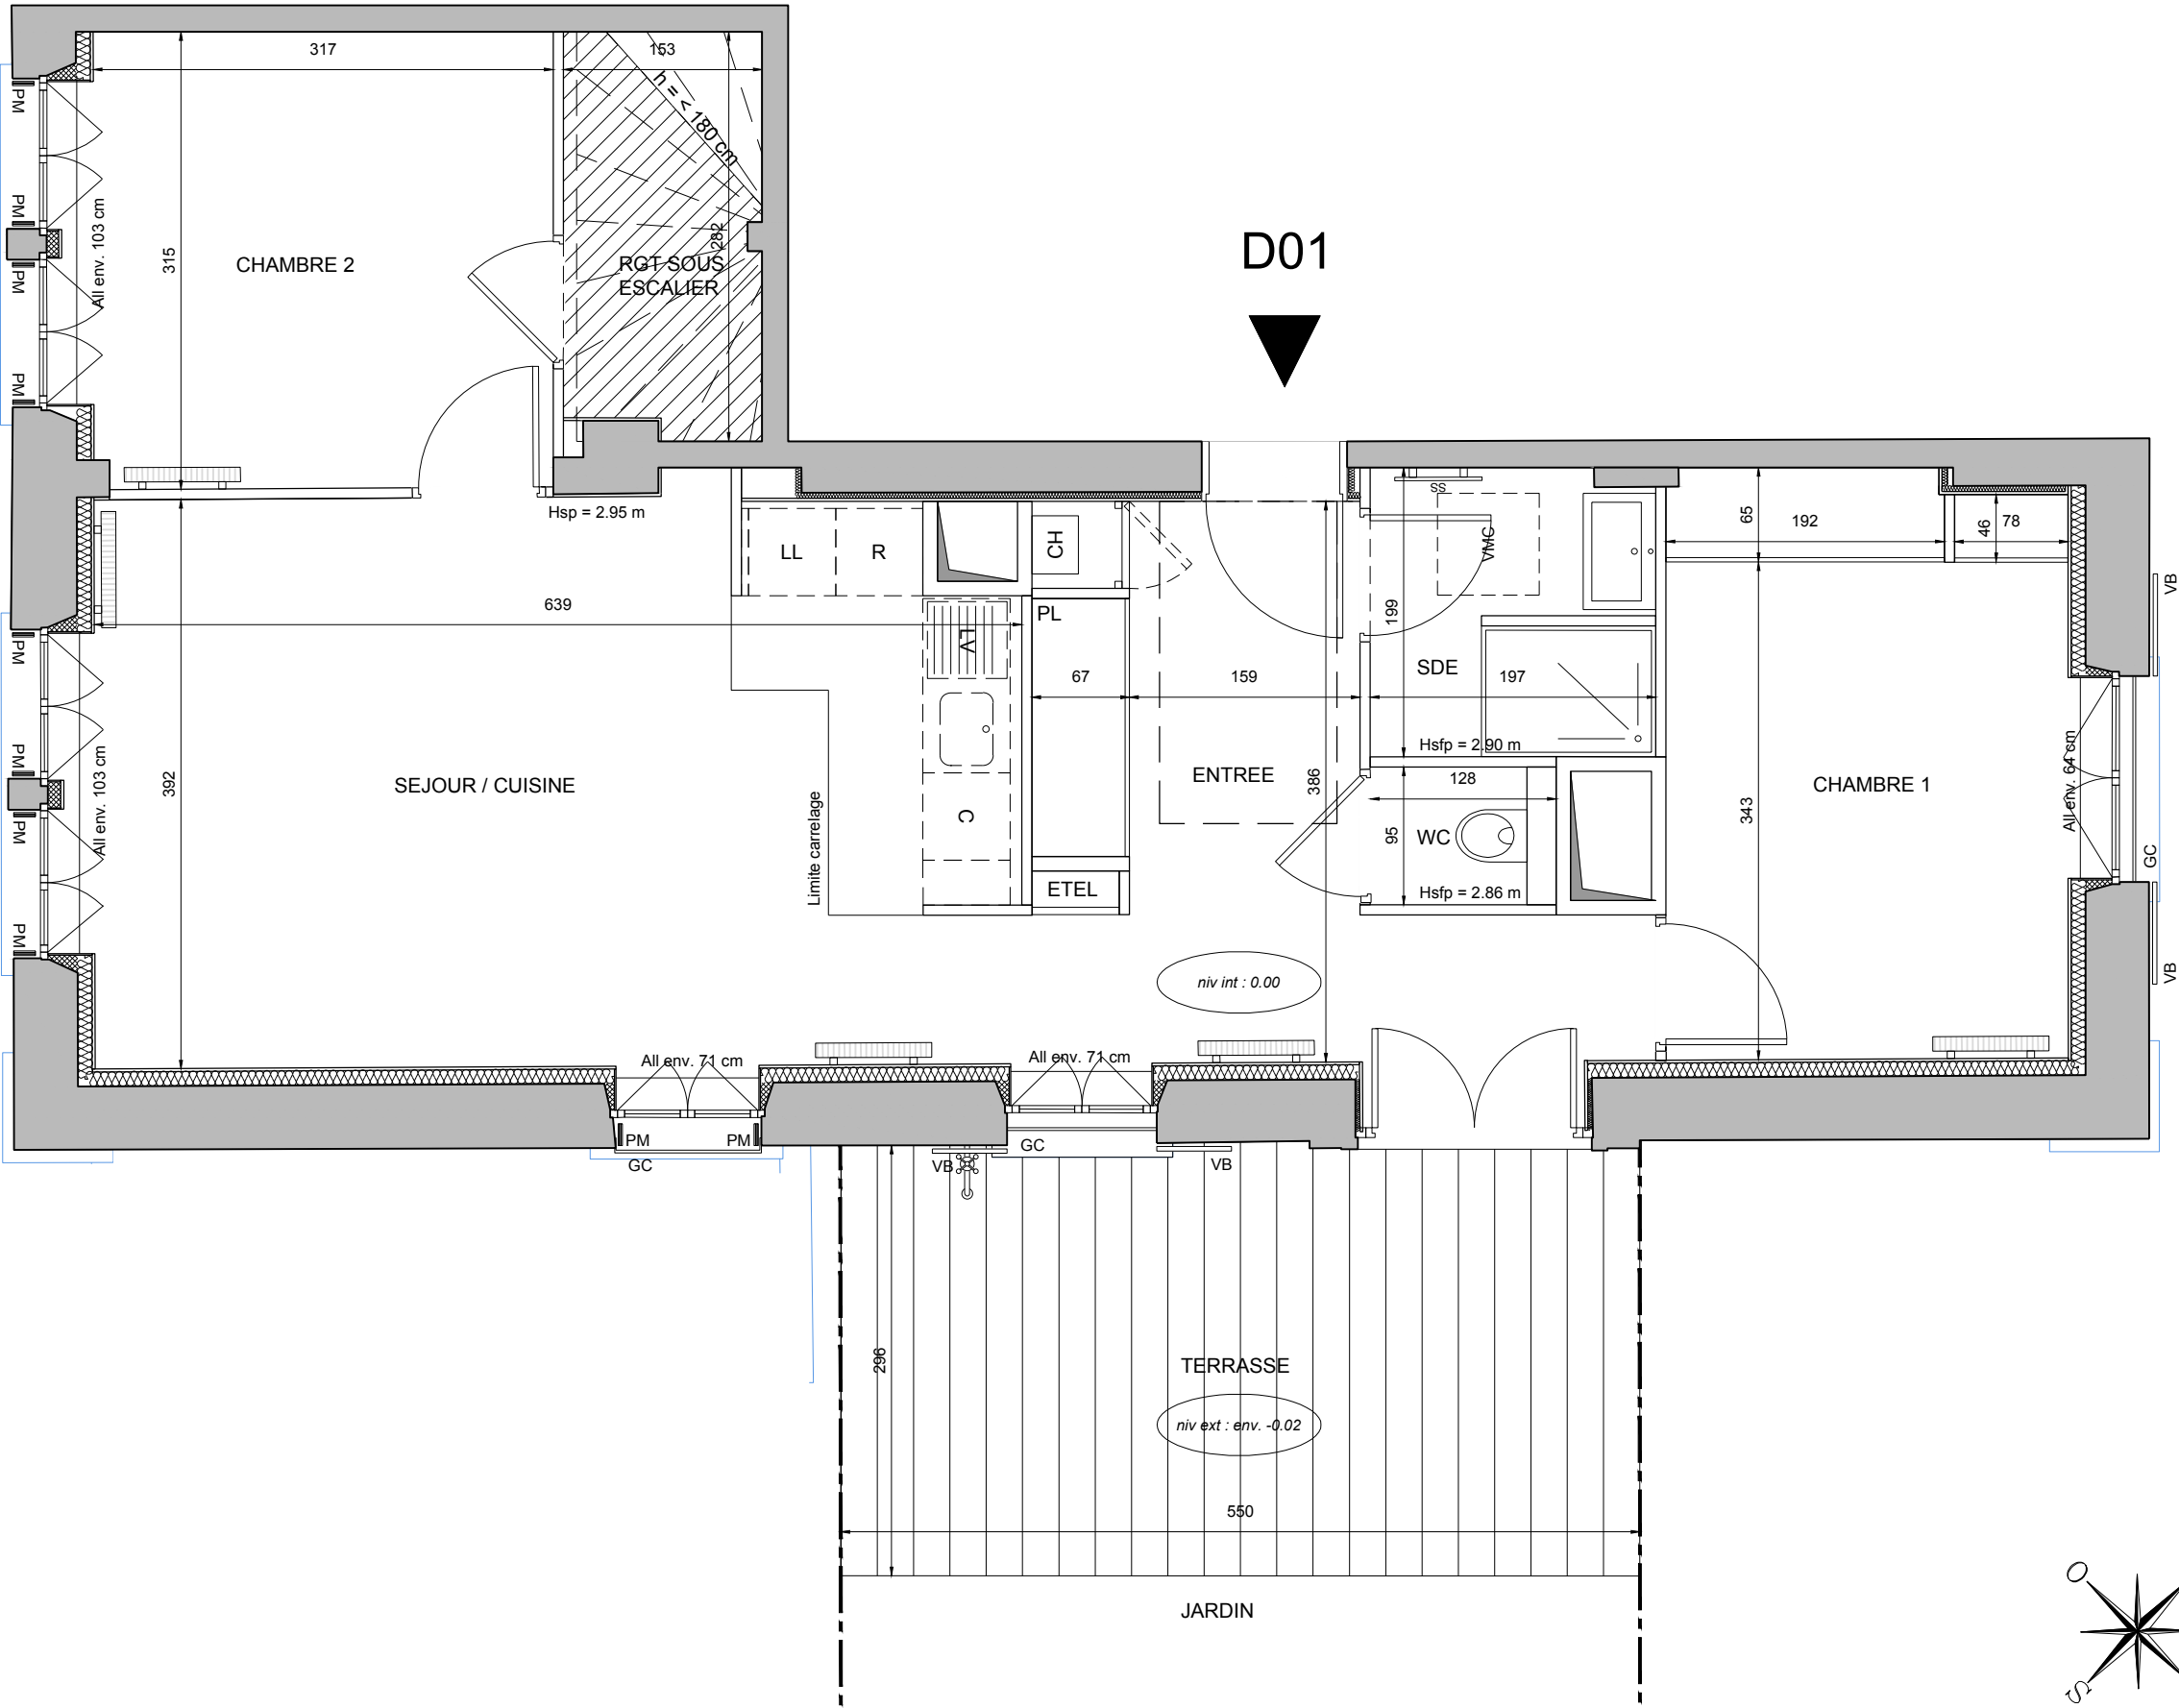 317
153
h = < 180 cm
PM
PM
All env. 103 cm
315
CHAMBRE 2
282
RGT SOUS
ESCALIER
D01
PM
PM
Hsp = 2.95 m
LL
R
CH
SS
VMC
65
192
46
78
VB
639
LV
PL
199
PM
67
159
SDE
197
Hsfp = 2.90 m
PM
All env. 103 cm
392
SEJOUR / CUISINE
Limite carrelage
C
ENTREE
386
128
95
WC
343
CHAMBRE 1
All env. 64 cm
PM
GC
ETEL
Hsfp = 2.86 m
PM
niv int : 0.00
VB
All env. 71 cm
All env. 71 cm
PM
PM
GC
GC
VB
VB
296
TERRASSE
niv ext : env. -0.02
550
JARDIN
O
S